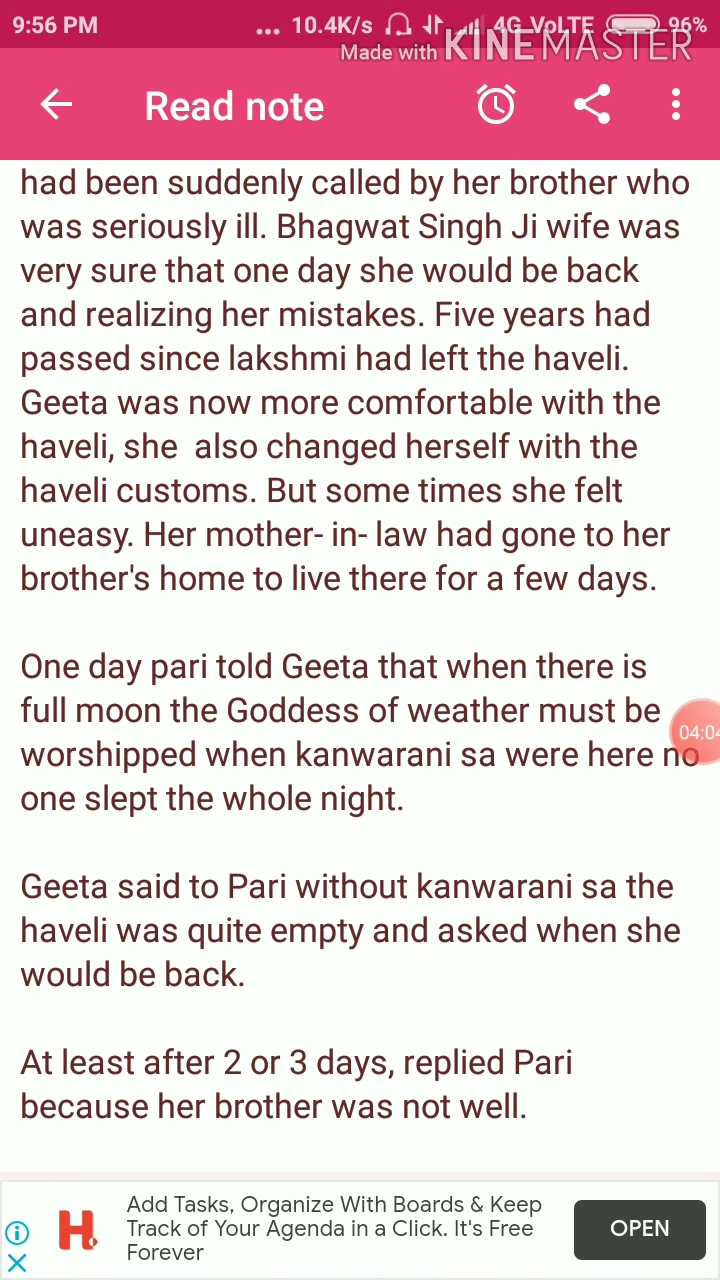 9:56 PM
... 10.4K/s 4G VoLTE 96%
Made with KINEMASTER
Read note
had been suddenly called by her brother who
was seriously ill. Bhagwat Singh Ji wife was
very sure that one day she would be back
and realizing her mistakes. Five years had
passed since lakshmi had left the haveli.
Geeta was now more comfortable with the
haveli, she  also changed herself with the
haveli customs. But some times she felt
uneasy. Her mother- in- law had gone to her
brother's home to live there for a few days.
One day pari told Geeta that when there is
full moon the Goddess of weather must be
04:04
worshipped when kanwarani sa were here no
one slept the whole night.
Geeta said to Pari without kanwarani sa the
haveli was quite empty and asked when she
would be back.
At least after 2 or 3 days, replied Pari
because her brother was not well.
H
Add Tasks, Organize With Boards & Keep
Track of Your Agenda in a Click. It's Free
Forever
OPEN